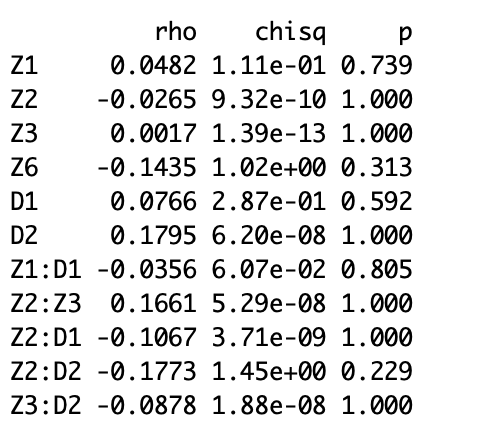 rho chisq p
Z1 0.0482 1.11e-01 0.739
Z2 -0.0265 9.32e-10 1.000
Z3 0.0017 1.39e-13 1.000
Z6 -0.1435 1.02e+00 0.313
D1 0.0766 2.87e-01 0.592
D2 0.1795 6.20e-08 1.000
Z1:D1 -0.0356 6.07e-02 0.805
Z2:Z3 0.1661 5.29e-08 1.000
Z2:D1 -0.1067 3.71e-09 1.000
Z2:D2 -0.1773 1.45e+00 0.229
Z3:D2 -0.0878 1.88e-08 1.000